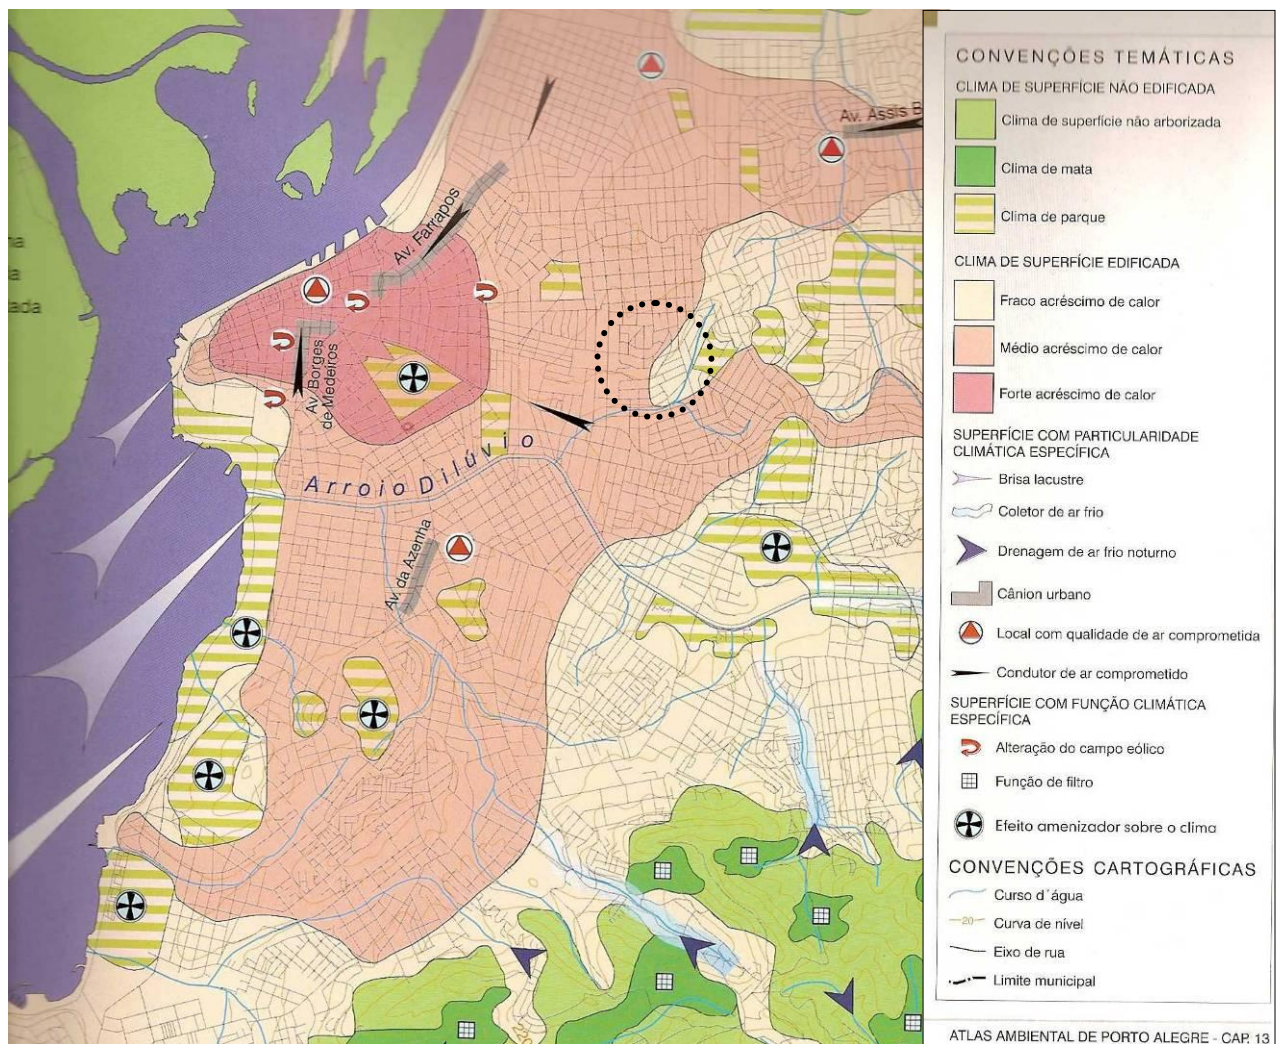 na
a
ada
Av. Assis B
Av. Farrapos
Av. Borges
de Medeiros
Arroio Dilúvio
Av. da Azenha
20
CONVENÇÕES TEMÁTICAS
CLIMA DE SUPERFÍCIE NÃO EDIFICADA
Clima de superfície não arborizada
Clima de mata
Clima de parque
CLIMA DE SUPERFÍCIE EDIFICADA
Fraco acréscimo de calor
Médio acréscimo de calor
Forte acréscimo de calor
SUPERFÍCIE COM PARTICULARIDADE
CLIMÁTICA ESPECÍFICA
Brisa lacustre
Coletor de ar frio
Drenagem de ar frio noturno
Cânion urbano
Local com qualidade de ar comprometida
Condutor de ar comprometido
SUPERFÍCIE COM FUNÇÃO CLIMÁTICA
ESPECÍFICA
Alteração do campo eólico
Função de filtro
Efeito amenizador sobre o clima
CONVENÇÕES CARTOGRÁFICAS
Curso d´água
20 Curva de nível
Eixo de rua
Limite municipal
ATLAS AMBIENTAL DE PORTO ALEGRE - CAP. 13